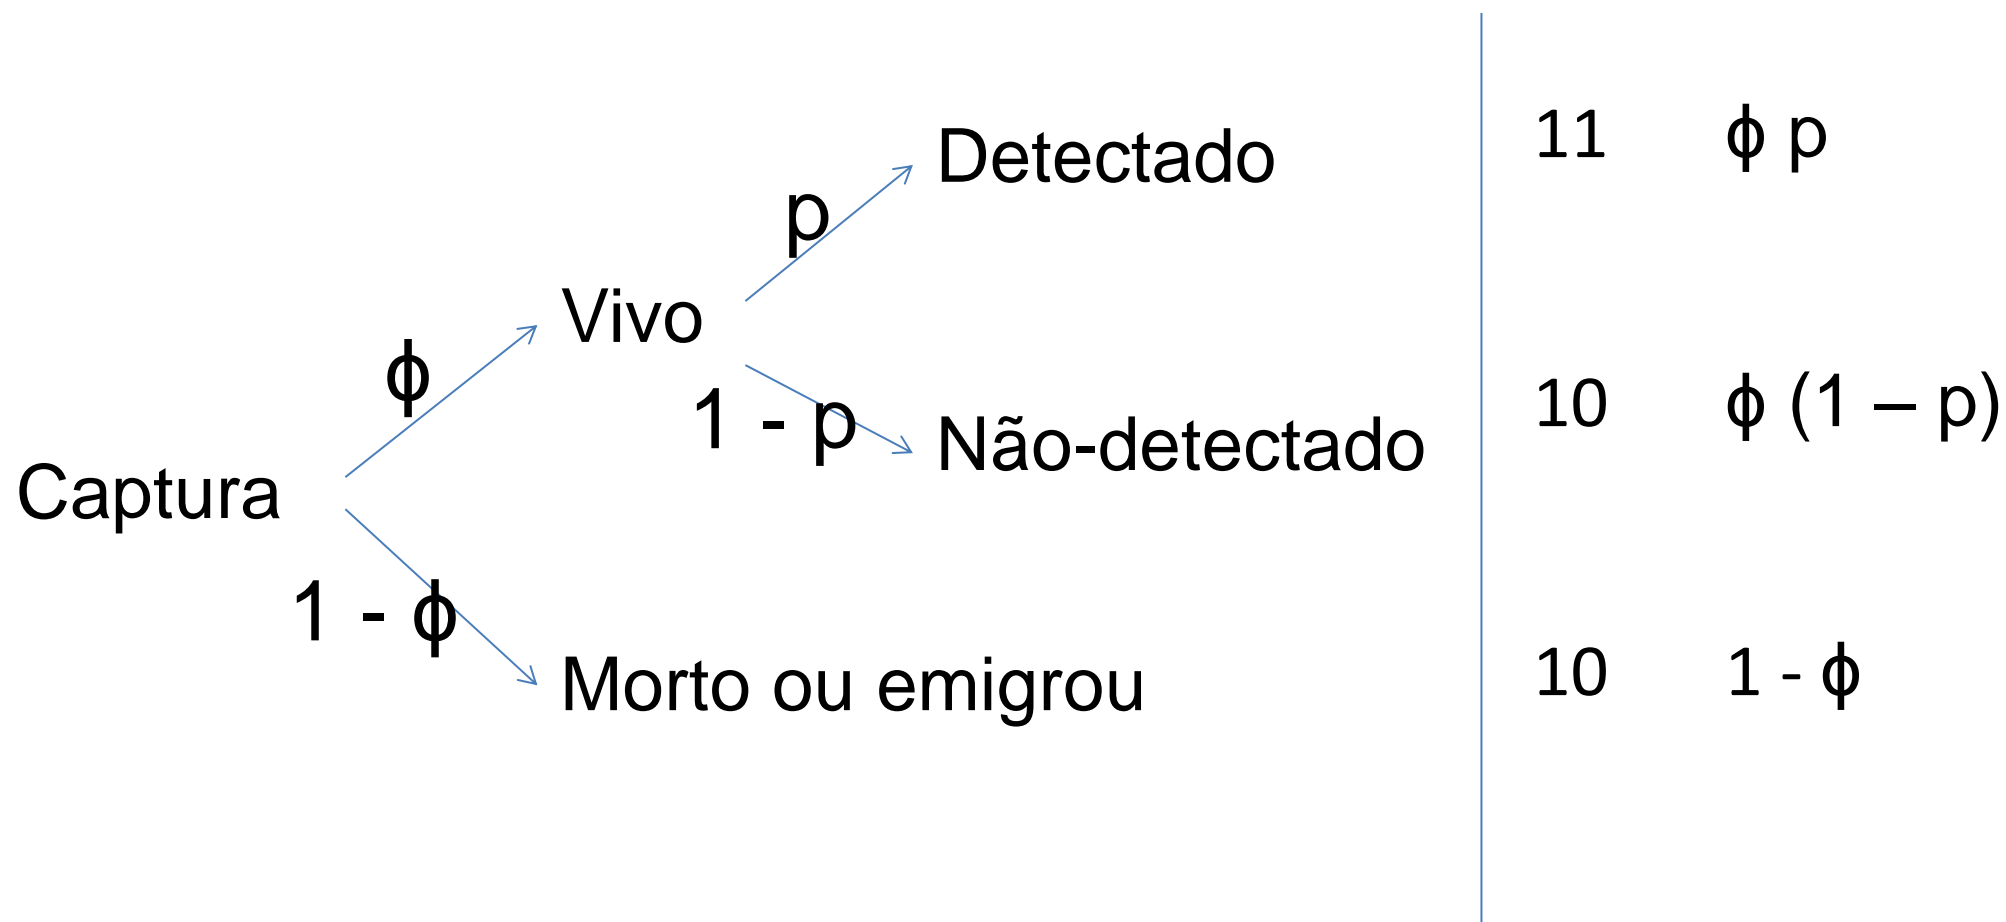 Detectado
p
Vivo
ϕ
1 - p
Não-detectado
Captura
1 - ϕ
Morto ou emigrou
11 ϕ p
10 ϕ (1 – p)
10 1 - ϕ